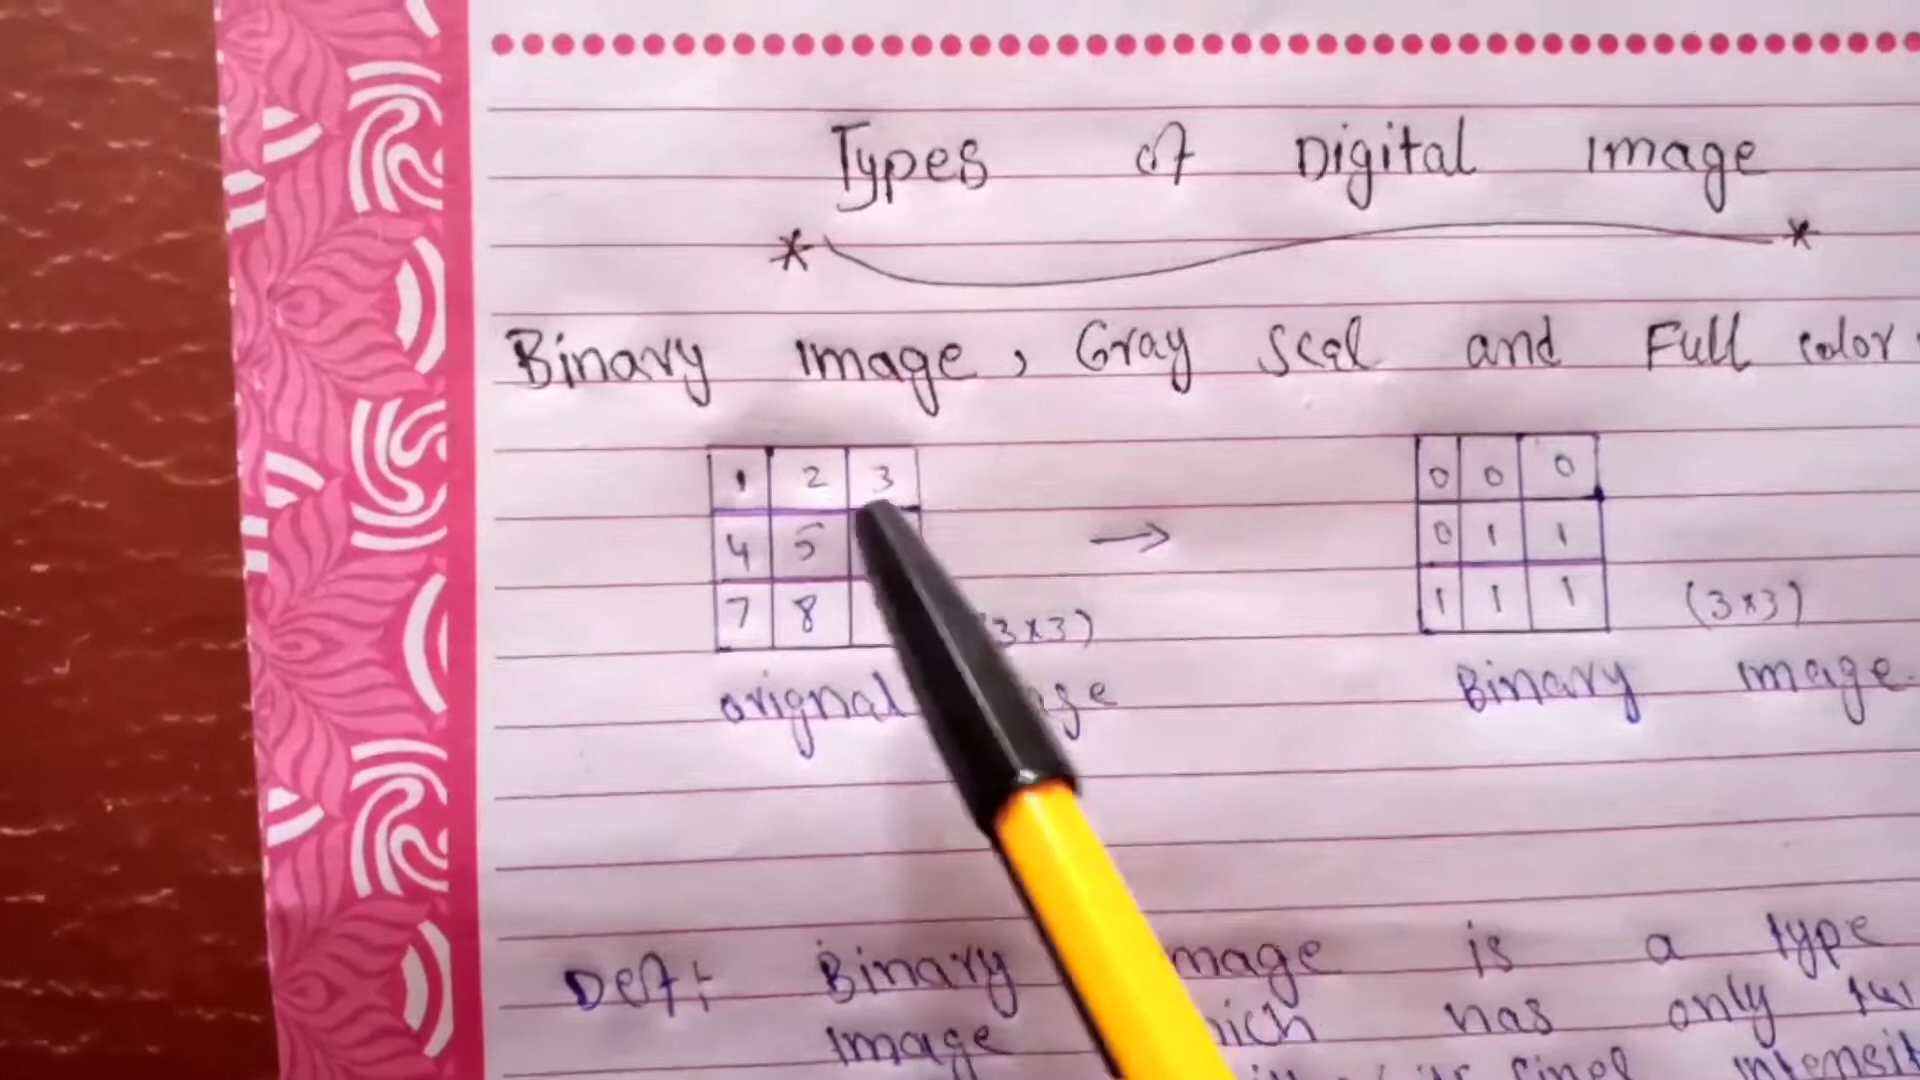 Types of Digital Image
Binary Image, Gray Scal and Full color
1 2 3
4 5
7 8
(3x3)
orignal
0 0 0
0 1 1
1 1 1
(3x3)
Binary Image.
Def: Binary Image is a type
Image which has only